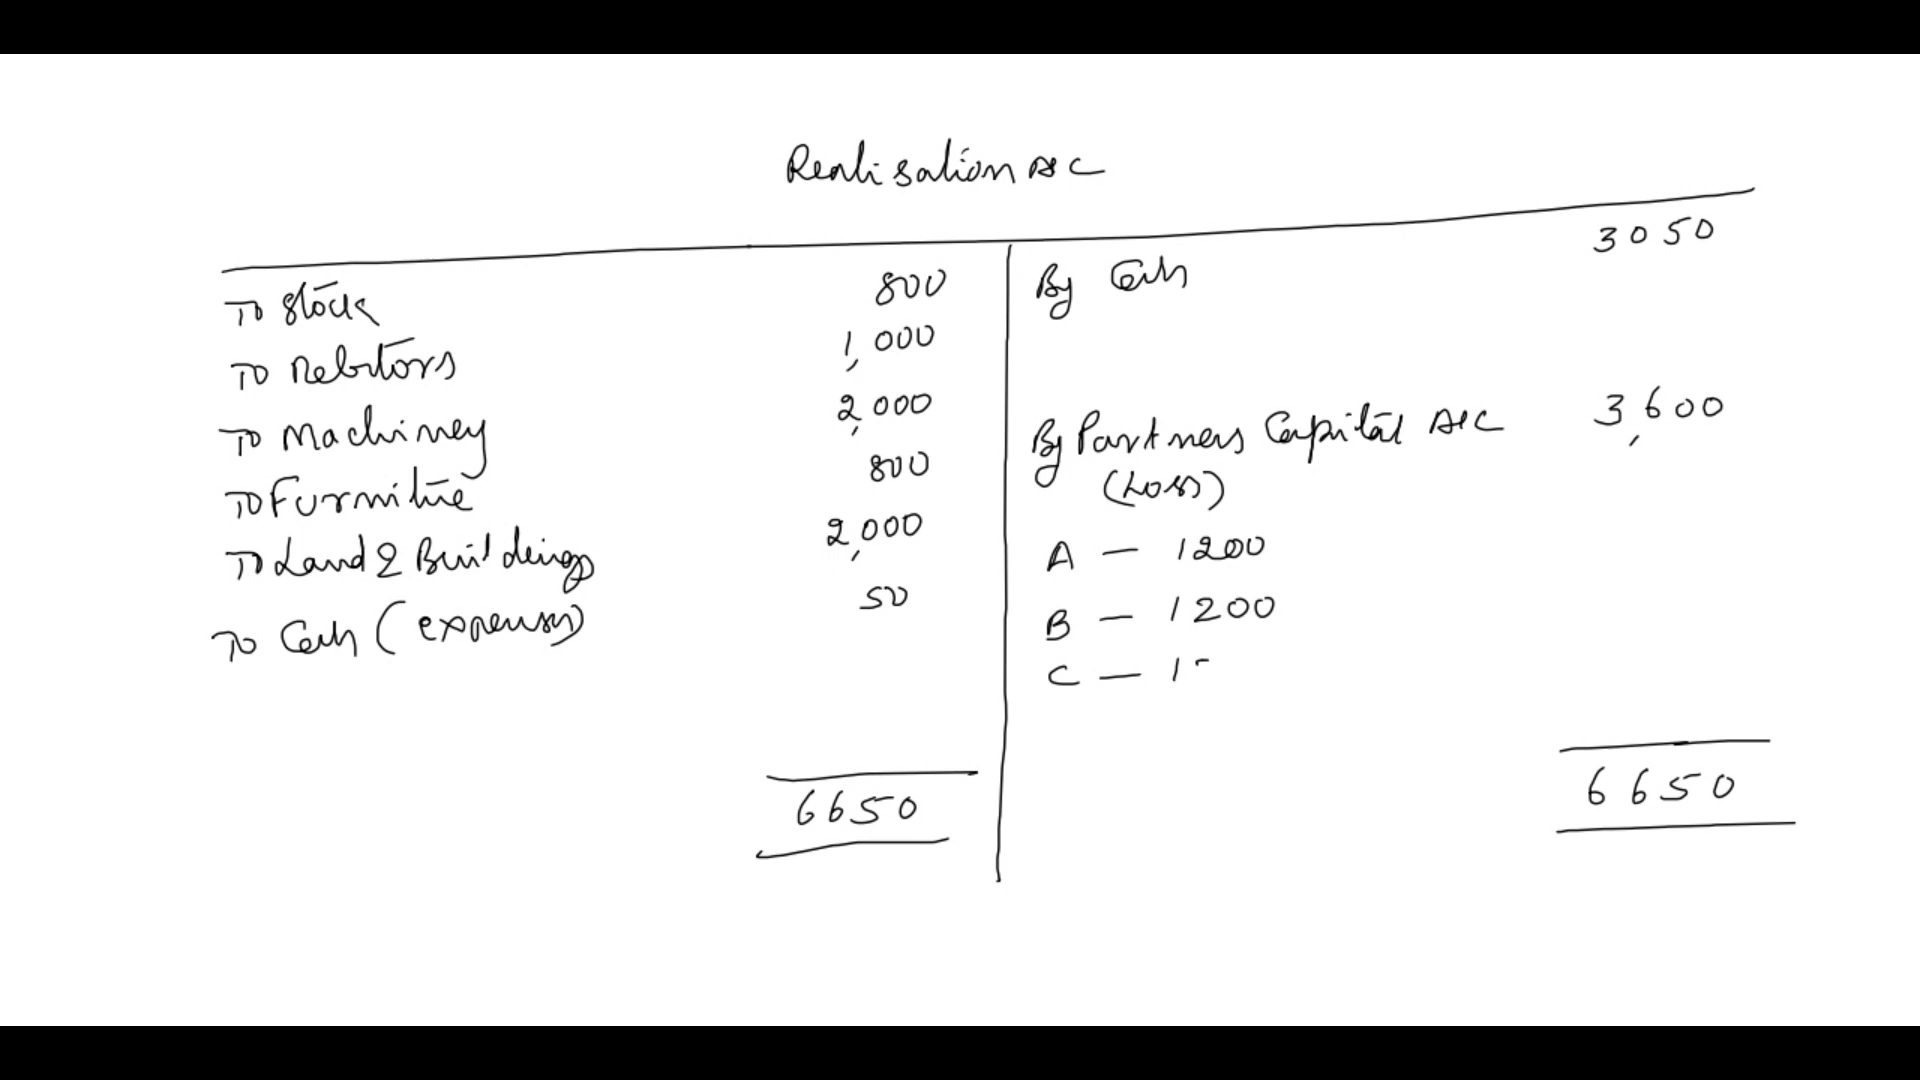 Realisation A/C
To Stock 800
To Debtors 1,000
To Machinery 2,000
To Furniture 800
To Land & Buildings 2,000
To Cash (expenses) 50
6650
By Cash 3050
By Partners Capital A/C 3,600
(Loss)
A — 1200
B — 1200
C — 1
6650